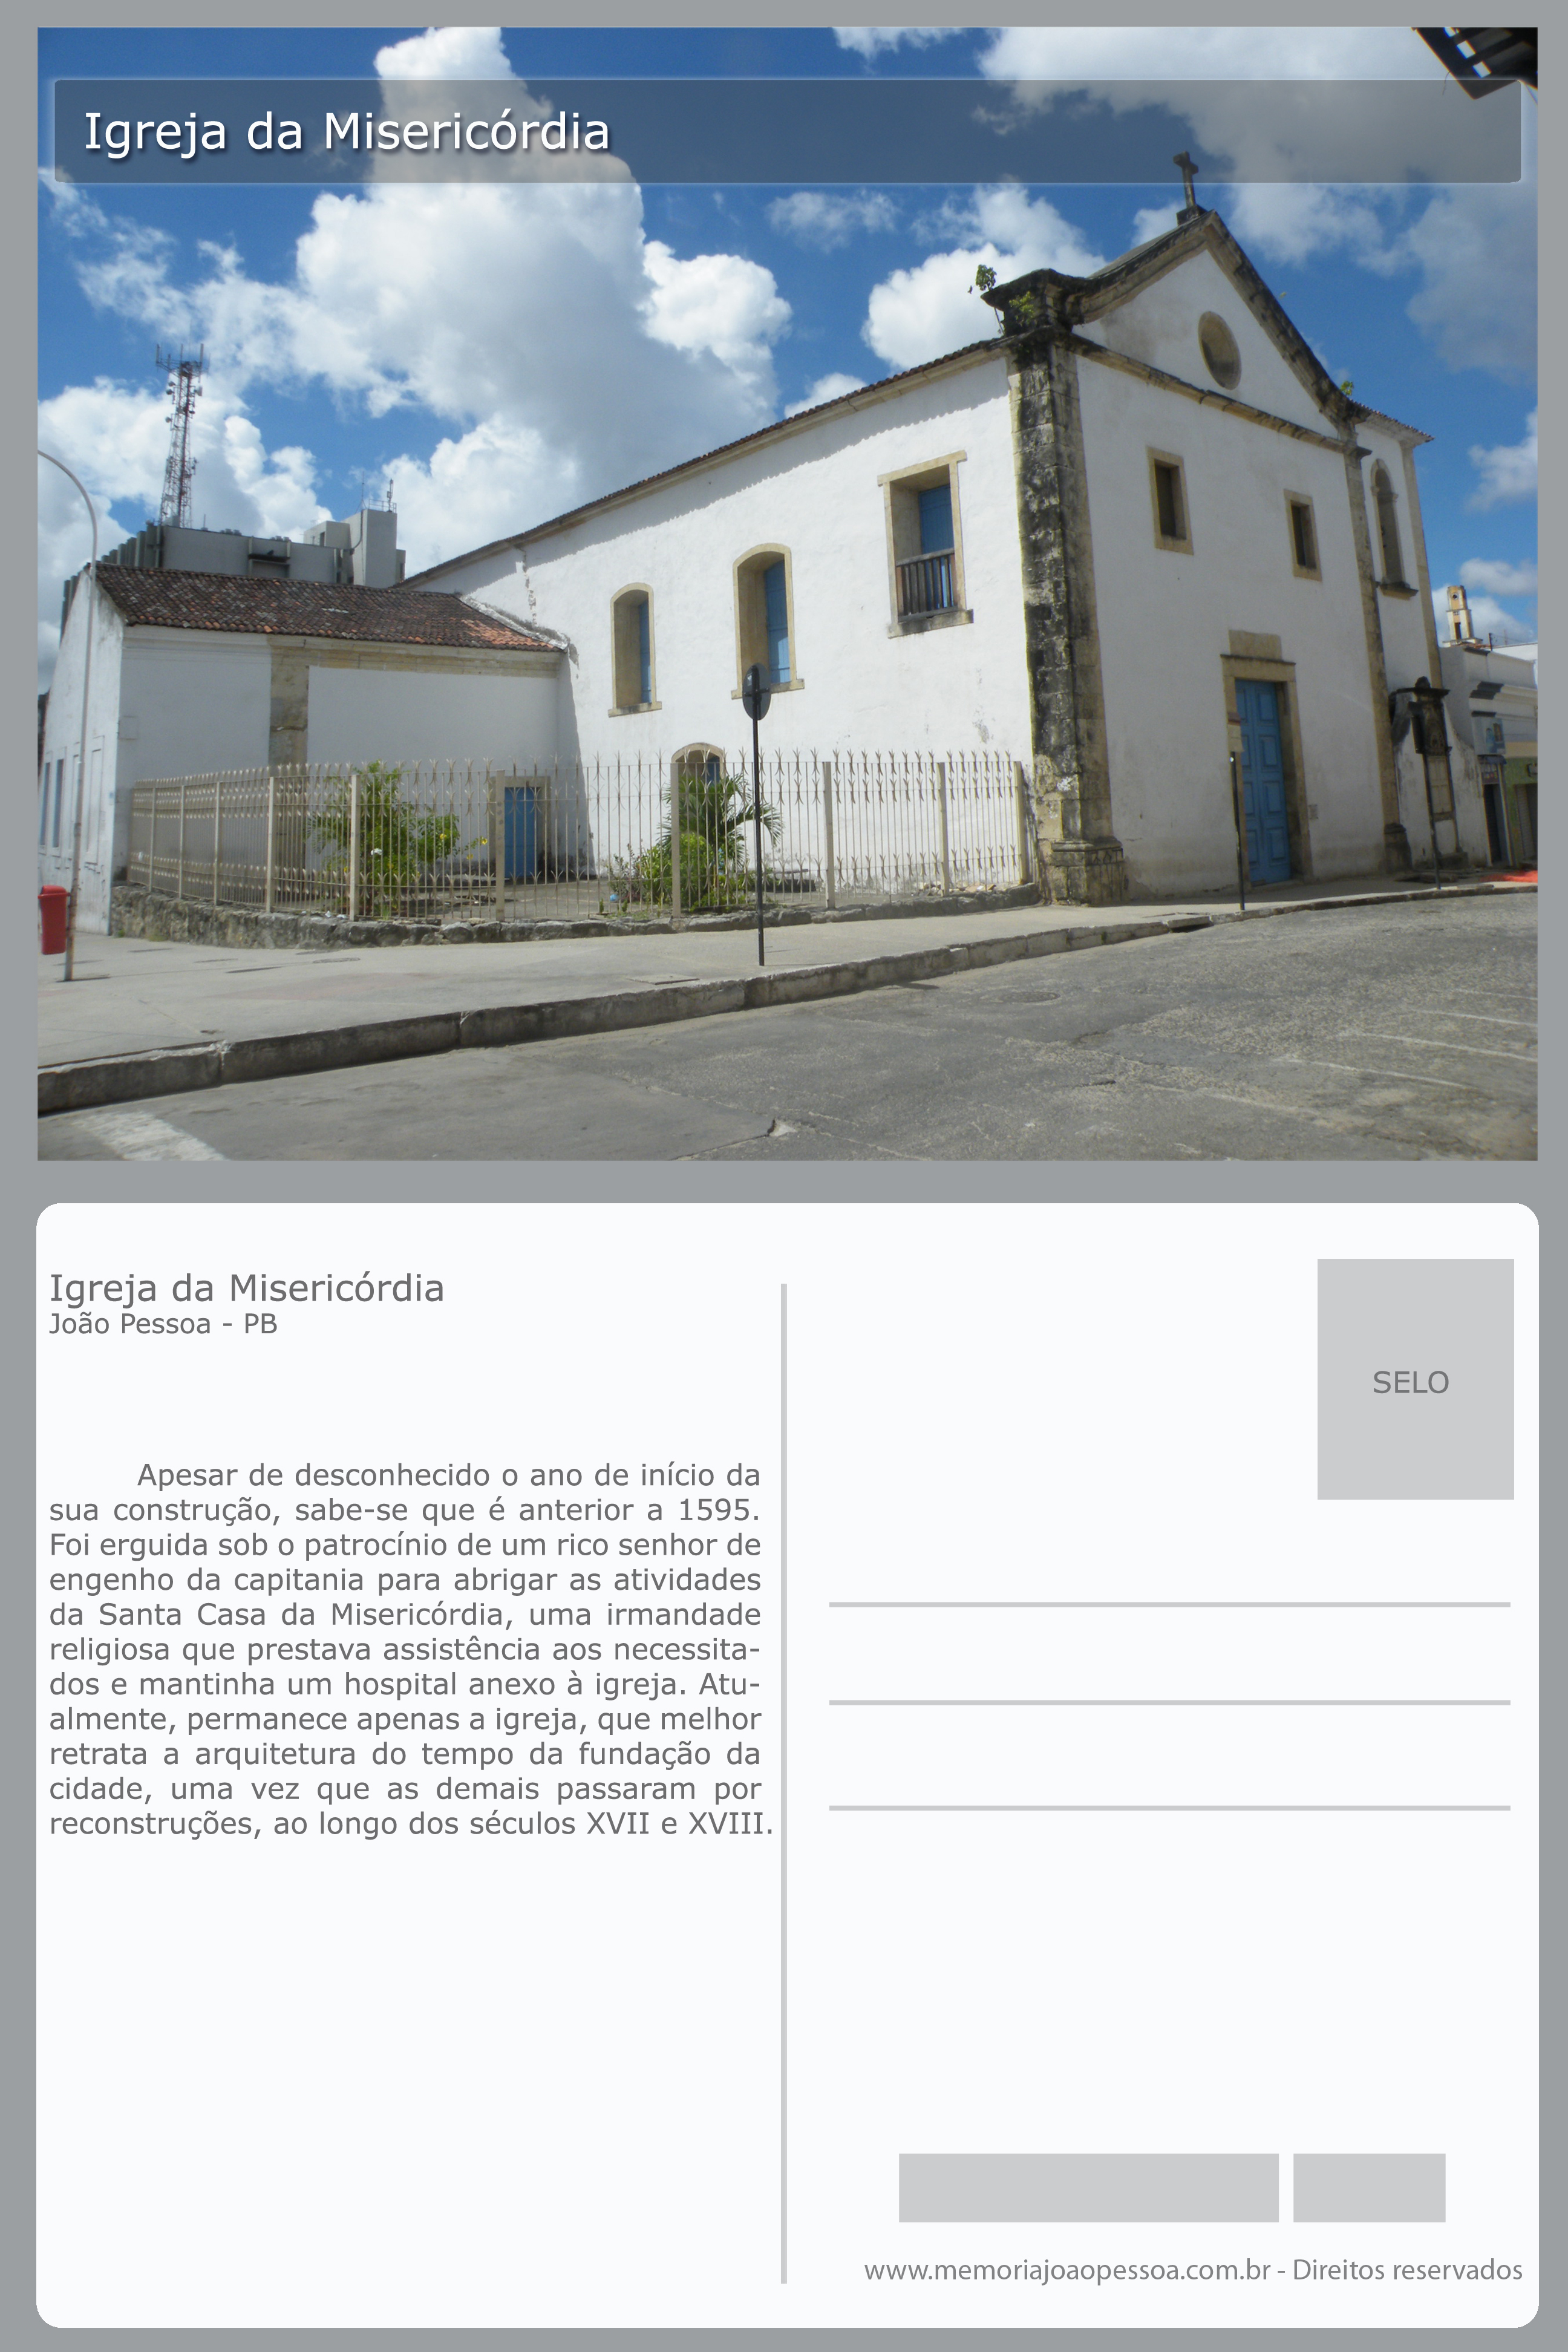 Igreja da Misericórdia
Igreja da Misericórdia
João Pessoa - PB
SELO
Apesar de desconhecido o ano de início da
sua construção, sabe-se que é anterior a 1595.
Foi erguida sob o patrocínio de um rico senhor de
engenho da capitania para abrigar as atividades
da Santa Casa da Misericórdia, uma irmandade
religiosa que prestava assistência aos necessita-
dos e mantinha um hospital anexo à igreja. Atu-
almente, permanece apenas a igreja, que melhor
retrata a arquitetura do tempo da fundação da
cidade, uma vez que as demais passaram por
reconstruções, ao longo dos séculos XVII e XVIII.
www.memoriajoaopessoa.com.br - Direitos reservados